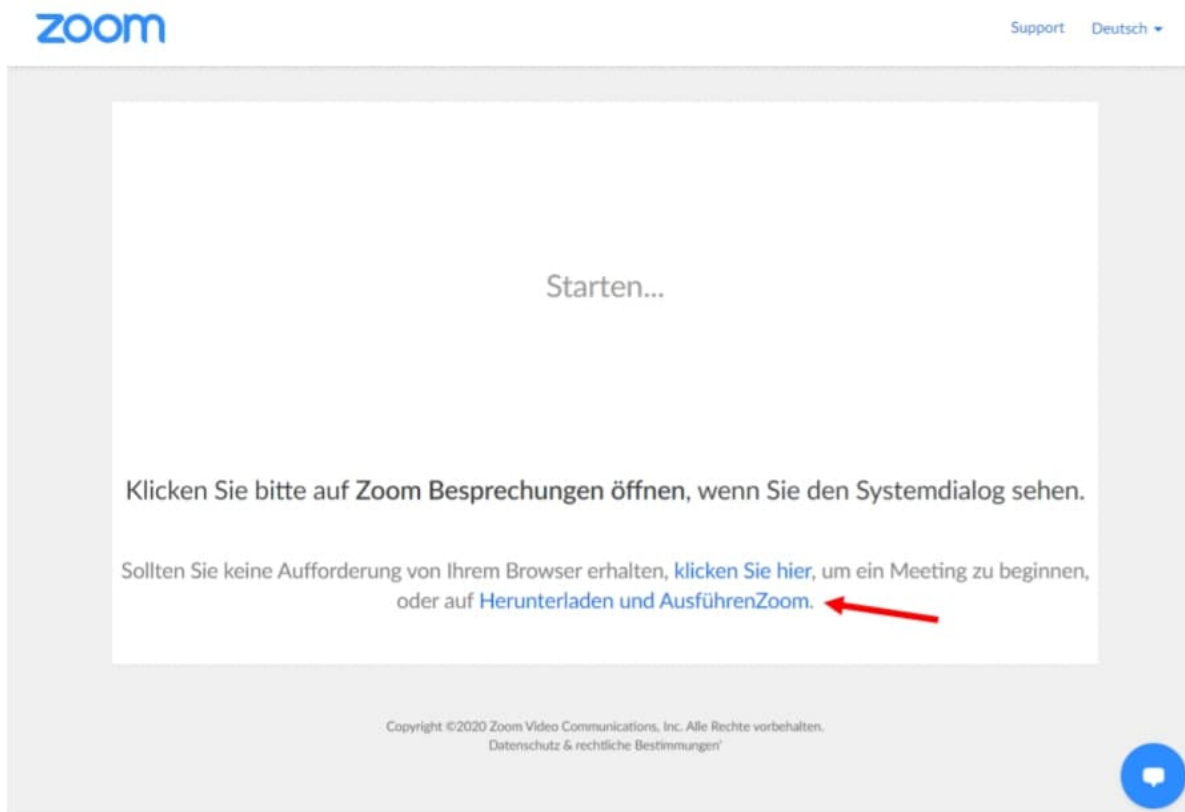 zoom
Support Deutsch
Starten...
Klicken Sie bitte auf Zoom Besprechungen öffnen, wenn Sie den Systemdialog sehen.
Sollten Sie keine Aufforderung von Ihrem Browser erhalten, klicken Sie hier, um ein Meeting zu beginnen,
oder auf Herunterladen und AusführenZoom.
Copyright ©2020 Zoom Video Communications, Inc. Alle Rechte vorbehalten.
Datenschutz & rechtliche Bestimmungen'